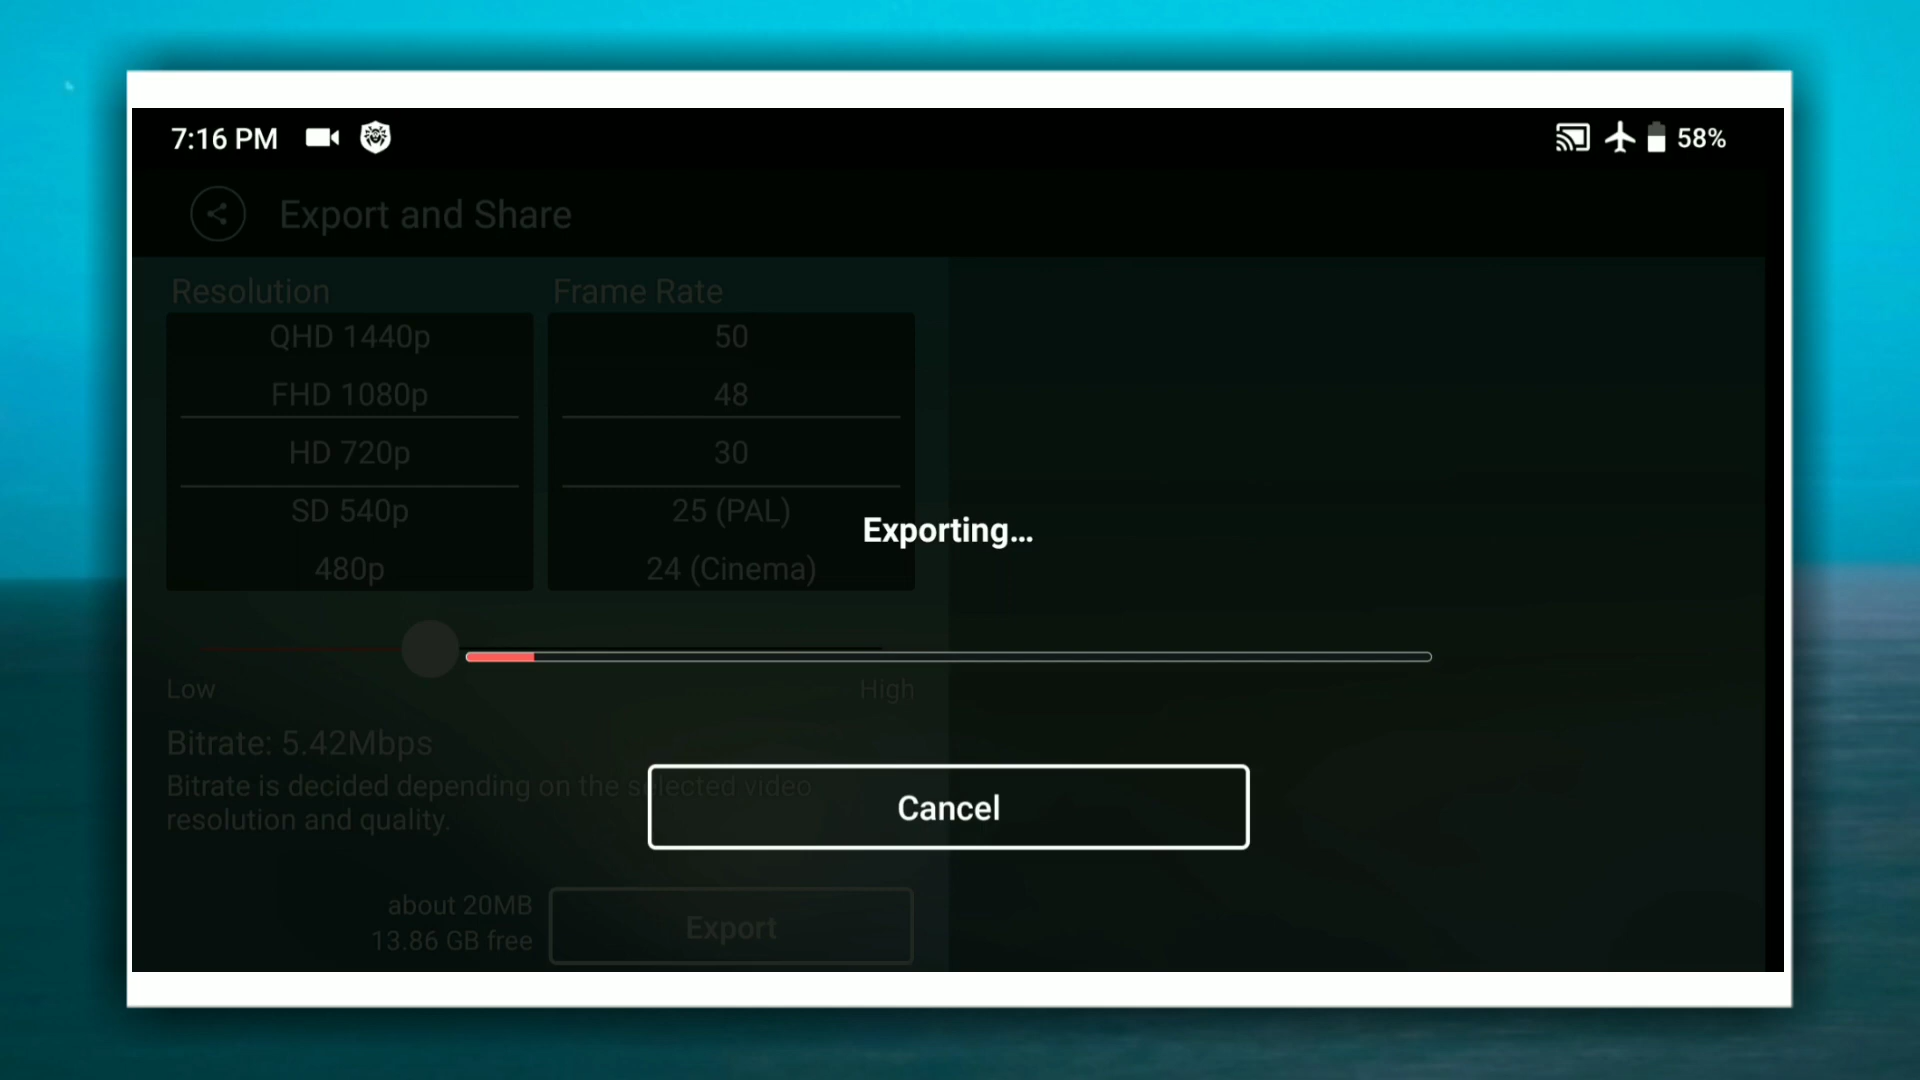 7:16 PM 58%
Export and Share
Resolution Frame Rate
QHD 1440p 50
FHD 1080p 48
HD 720p 30
SD 540p 25 (PAL)
480p 24 (Cinema)
Exporting...
Low High
Bitrate: 5.42Mbps
Bitrate is decided depending on the selected video
resolution and quality.
Cancel
about 20MB
13.86 GB free
Export